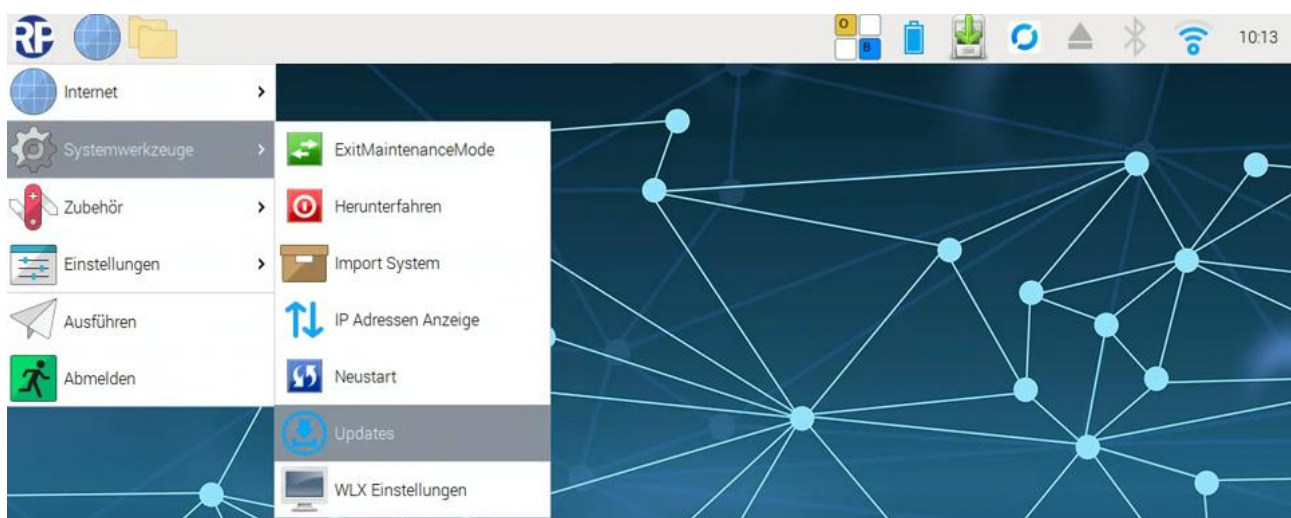 RP
O
B
10:13
Internet
Systemwerkzeuge
Zubehör
Einstellungen
Ausführen
Abmelden
ExitMaintenanceMode
Herunterfahren
Import System
IP Adressen Anzeige
Neustart
Updates
WLX Einstellungen